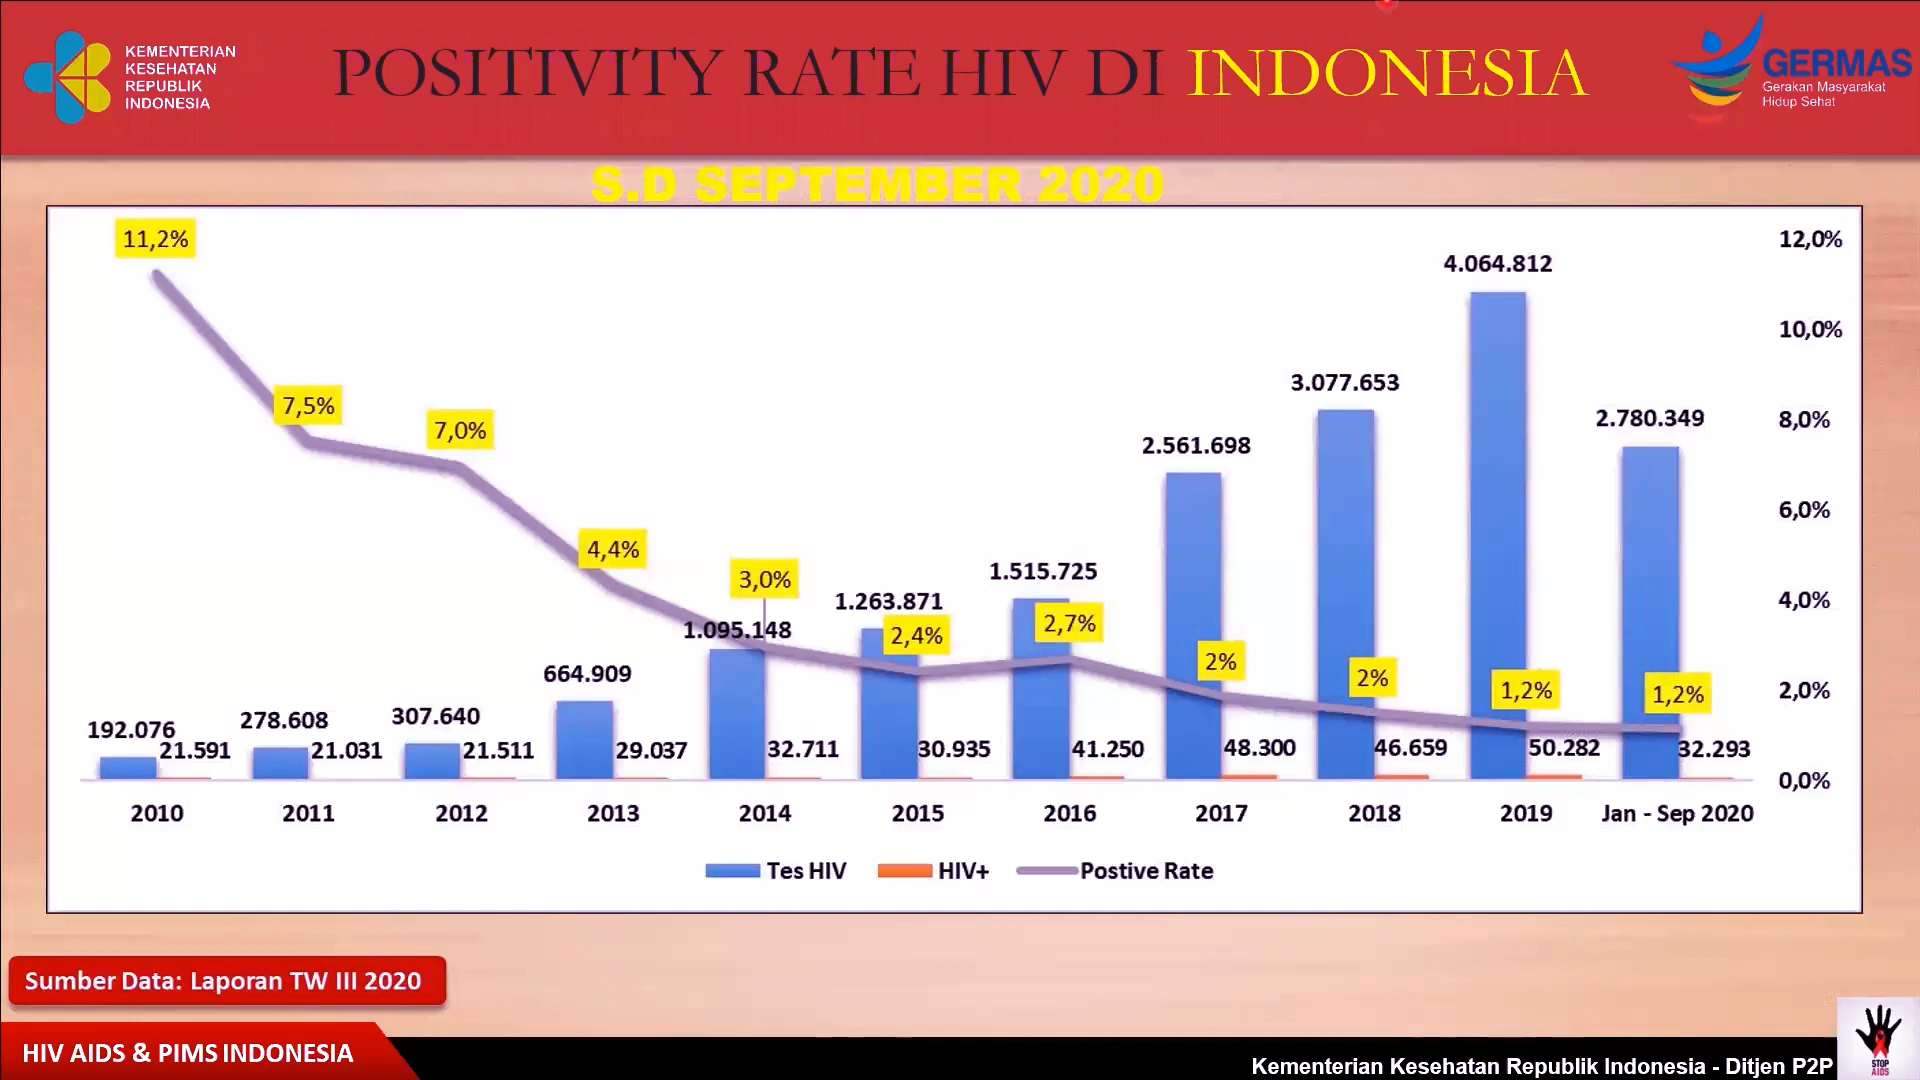 KEMENTERIAN
KESEHATAN
REPUBLIK
INDONESIA
POSITIVITY RATE HIV DI INDONESIA
GERMAS
Gerakan Masyarakat
Hidup Sehat
S.D SEPTEMBER 2020
11,2%
7,5%
7,0%
4,4%
3,0%
2,4%
2,7%
2%
2%
1,2%
1,2%
192.076
278.608
307.640
664.909
1.095.148
1.263.871
1.515.725
2.561.698
3.077.653
4.064.812
2.780.349
21.591
21.031
21.511
29.037
32.711
30.935
41.250
48.300
46.659
50.282
32.293
12,0%
10,0%
8,0%
6,0%
4,0%
2,0%
0,0%
2010 2011 2012 2013 2014 2015 2016 2017 2018 2019 Jan - Sep 2020
Tes HIV HIV+ Postive Rate
Sumber Data: Laporan TW III 2020
HIV AIDS & PIMS INDONESIA
Kementerian Kesehatan Republik Indonesia - Ditjen P2P
STOP
AIDS